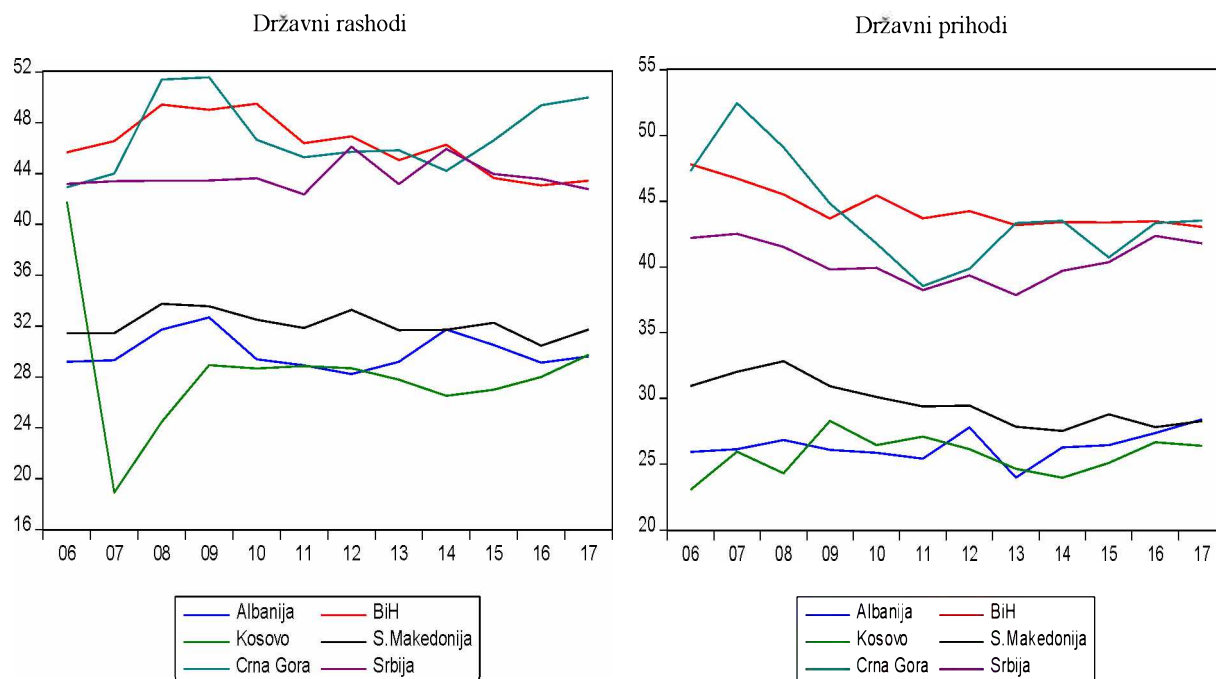 Državni rashodi
52
48
44
40
36
32
28
24
20
16
06 07 08 09 10 11 12 13 14 15 16 17
Albanija BiH
Kosovo S.Makedonija
Crna Gora Srbija
Državni prihodi
55
50
45
40
35
30
25
20
06 07 08 09 10 11 12 13 14 15 16 17
Albanija BiH
Kosovo S.Makedonija
Crna Gora Srbija